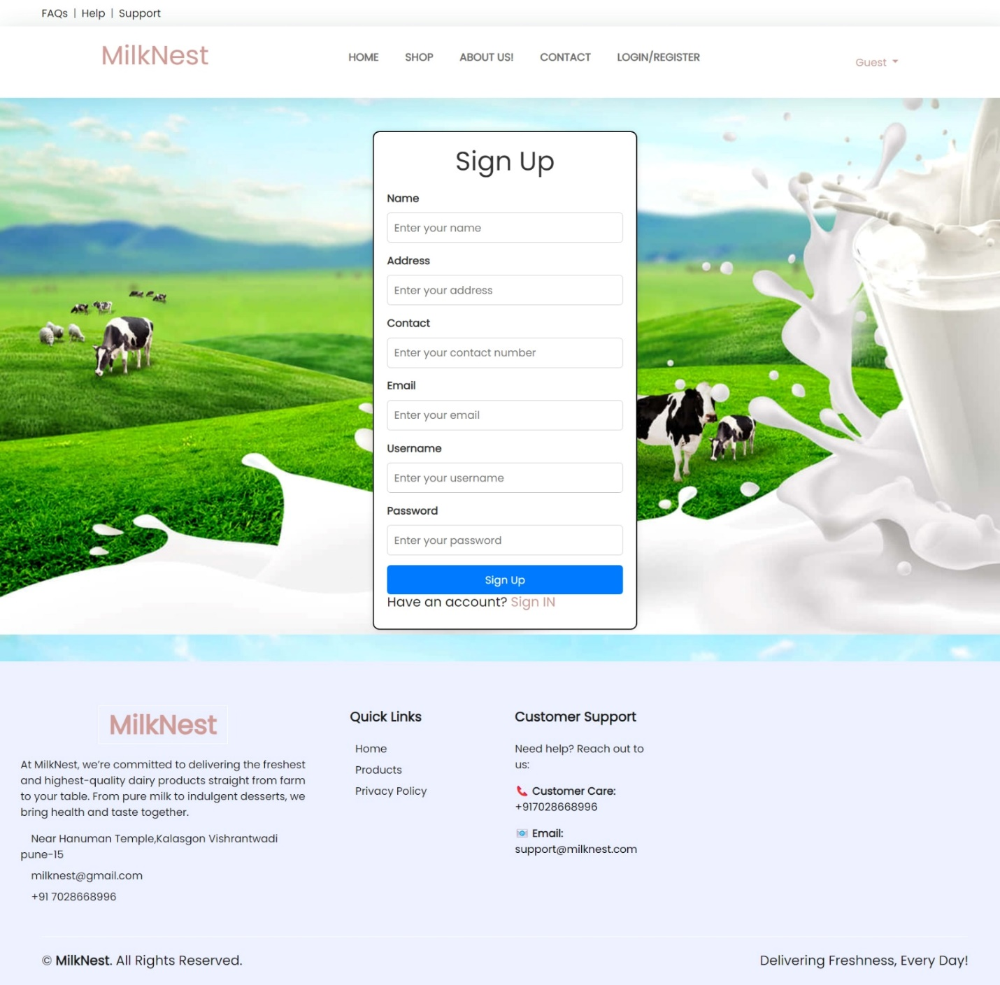 FAQs | Help | Support
MilkNest
HOME SHOP ABOUT US! CONTACT LOGIN/REGISTER
Guest
Sign Up
Name
Enter your name
Address
Enter your address
Contact
Enter your contact number
Email
Enter your email
Username
Enter your username
Password
Enter your password
Sign Up
Have an account? Sign IN
MilkNest
At MilkNest, we’re committed to delivering the freshest
and highest-quality dairy products straight from farm
to your table. From pure milk to indulgent desserts, we
bring health and taste together.
Near Hanuman Temple,Kalasgon Vishrantwadi
pune-15
milknest@gmail.com
+91 7028668996
Quick Links
Home
Products
Privacy Policy
Customer Support
Need help? Reach out to
us:
📞 Customer Care:
+917028668996
📧 Email:
support@milknest.com
© MilkNest. All Rights Reserved.
Delivering Freshness, Every Day!